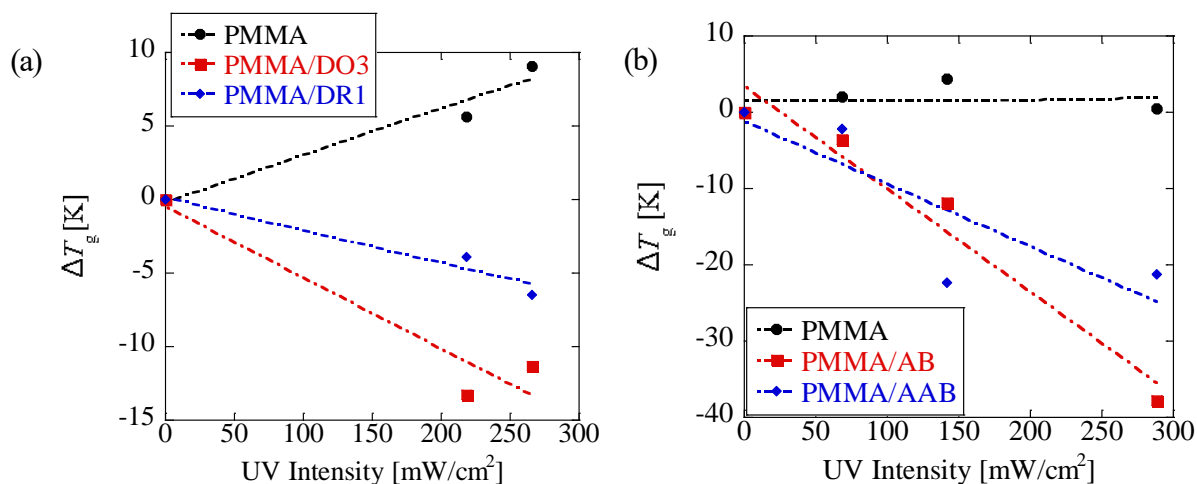 (a)
PMMA
PMMA/DO3
PMMA/DR1
10
5
0
-5
-10
-15
ΔTg [K]
0 50 100 150 200 250 300
UV Intensity [mW/cm²]
(b)
10
0
-10
-20
-30
-40
ΔTg [K]
PMMA
PMMA/AB
PMMA/AAB
0 50 100 150 200 250 300
UV Intensity [mW/cm²]